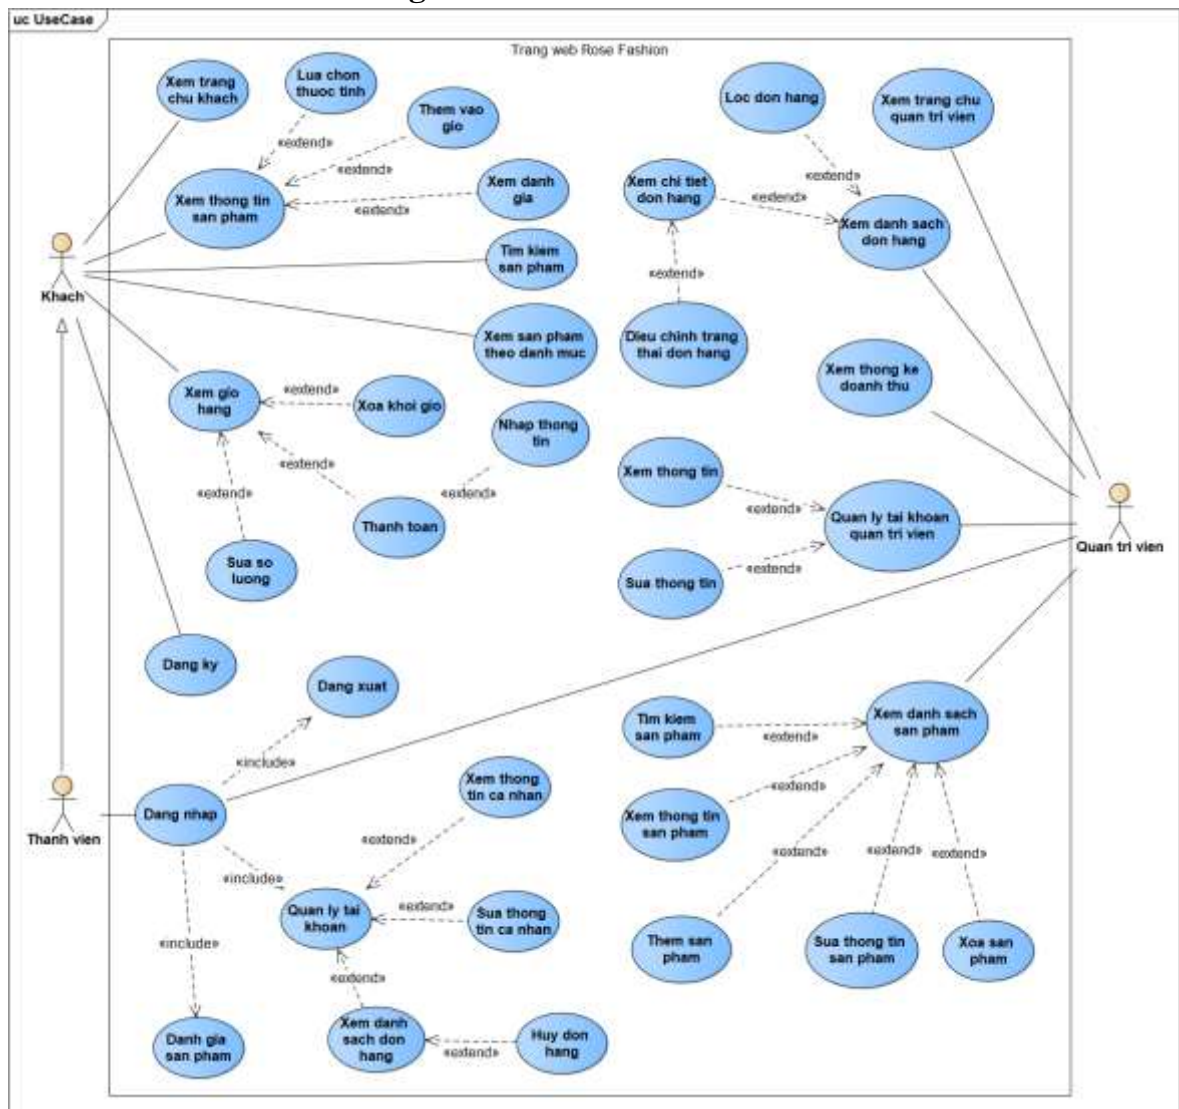 uc UseCase
Trang web Rose Fashion
Xem trang
chu khach
Lua chon
thuoc tinh
Them vao
gio
«extend»
«extend»
Xem thong tin
san pham
Xem danh
gia
«extend»
Tim kiem
san pham
Xem san pham
theo danh muc
Khach
Xem gio
hang
«extend»
Xoa khoi gio
Nhap thong
tin
«extend»
«extend»
«extend»
Thanh toan
Sua so
luong
Dang ky
Loc don hang
Xem trang chu
quan tri vien
Xem chi tiet
don hang
«extend»
«extend»
Xem danh sach
don hang
«extend»
Dieu chinh trang
thai don hang
Xem thong ke
doanh thu
Xem thong tin
«extend»
Quan ly tai khoan
quan tri vien
Sua thong tin
«extend»
Quan tri vien
Dang xuat
«include»
Thanh vien
Dang nhap
Xem thong
tin ca nhan
«extend»
«include»
Quan ly tai
khoan
«extend»
Sua thong
tin ca nhan
«include»
«extend»
Danh gia
san pham
Xem danh
sach don
hang
«extend»
Huy don
hang
Tim kiem
san pham
«extend»
Xem danh sach
san pham
Xem thong tin
san pham
«extend»
«extend»
«extend»
«extend»
Them san
pham
Sua thong tin
san pham
Xoa san
pham